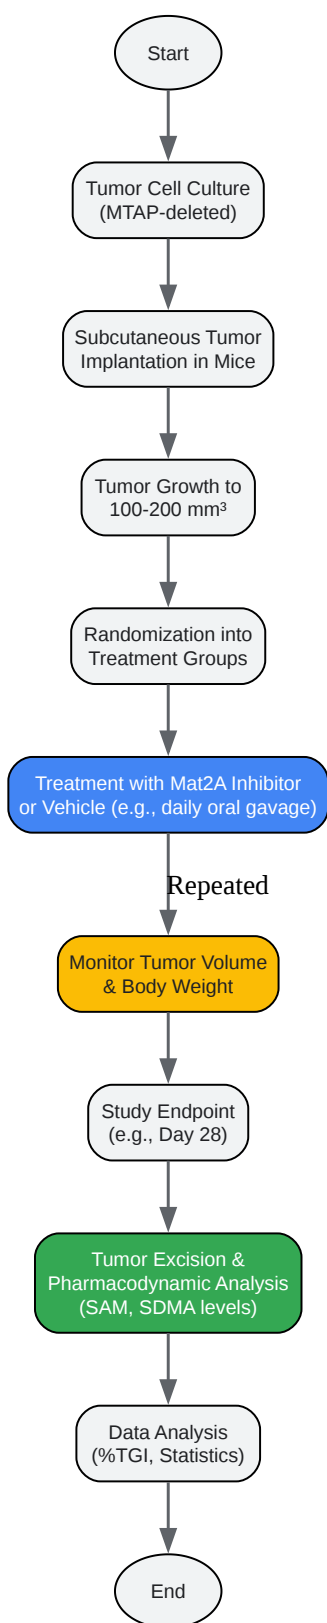 Start
Tumor Cell Culture
(MTAP-deleted)
Subcutaneous Tumor
Implantation in Mice
Tumor Growth to
100-200 mm³
Randomization into
Treatment Groups
Treatment with Mat2A Inhibitor
or Vehicle (e.g., daily oral gavage)
Repeated
Monitor Tumor Volume
& Body Weight
Study Endpoint
(e.g., Day 28)
Tumor Excision &
Pharmacodynamic Analysis
(SAM, SDMA levels)
Data Analysis
(%TGI, Statistics)
End